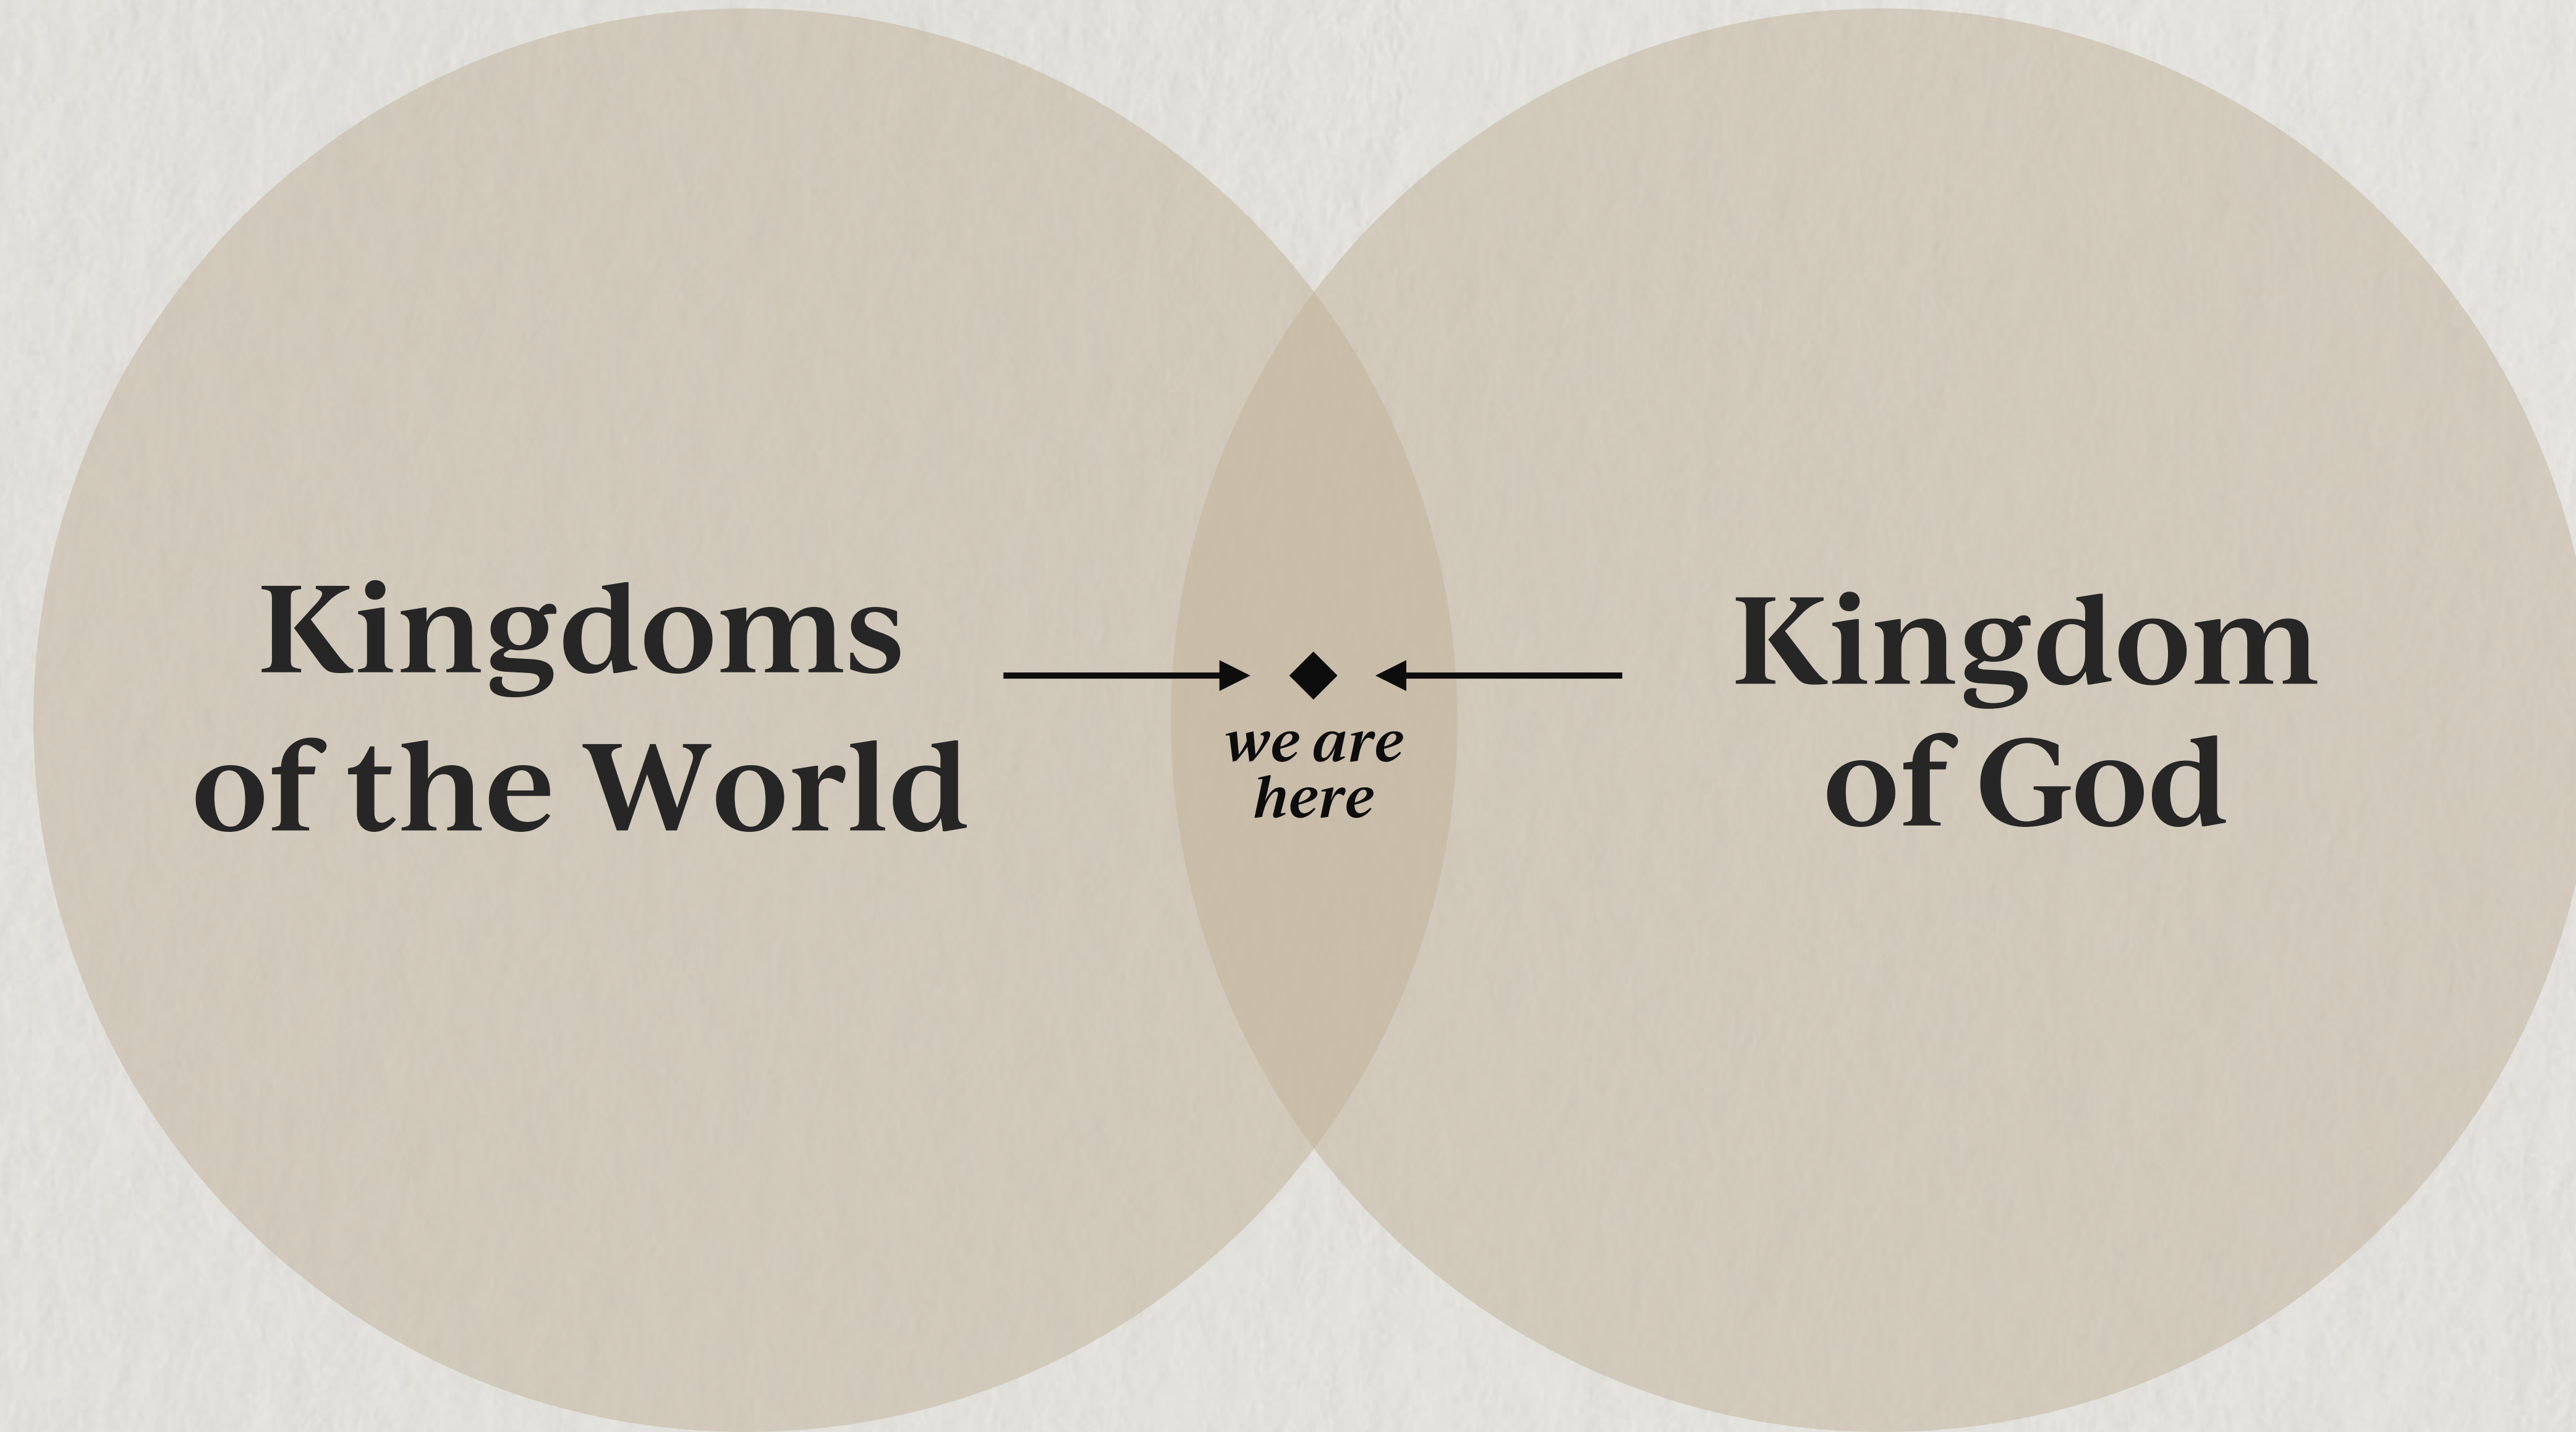 Kingdoms
of the World
we are
here
Kingdom
of God